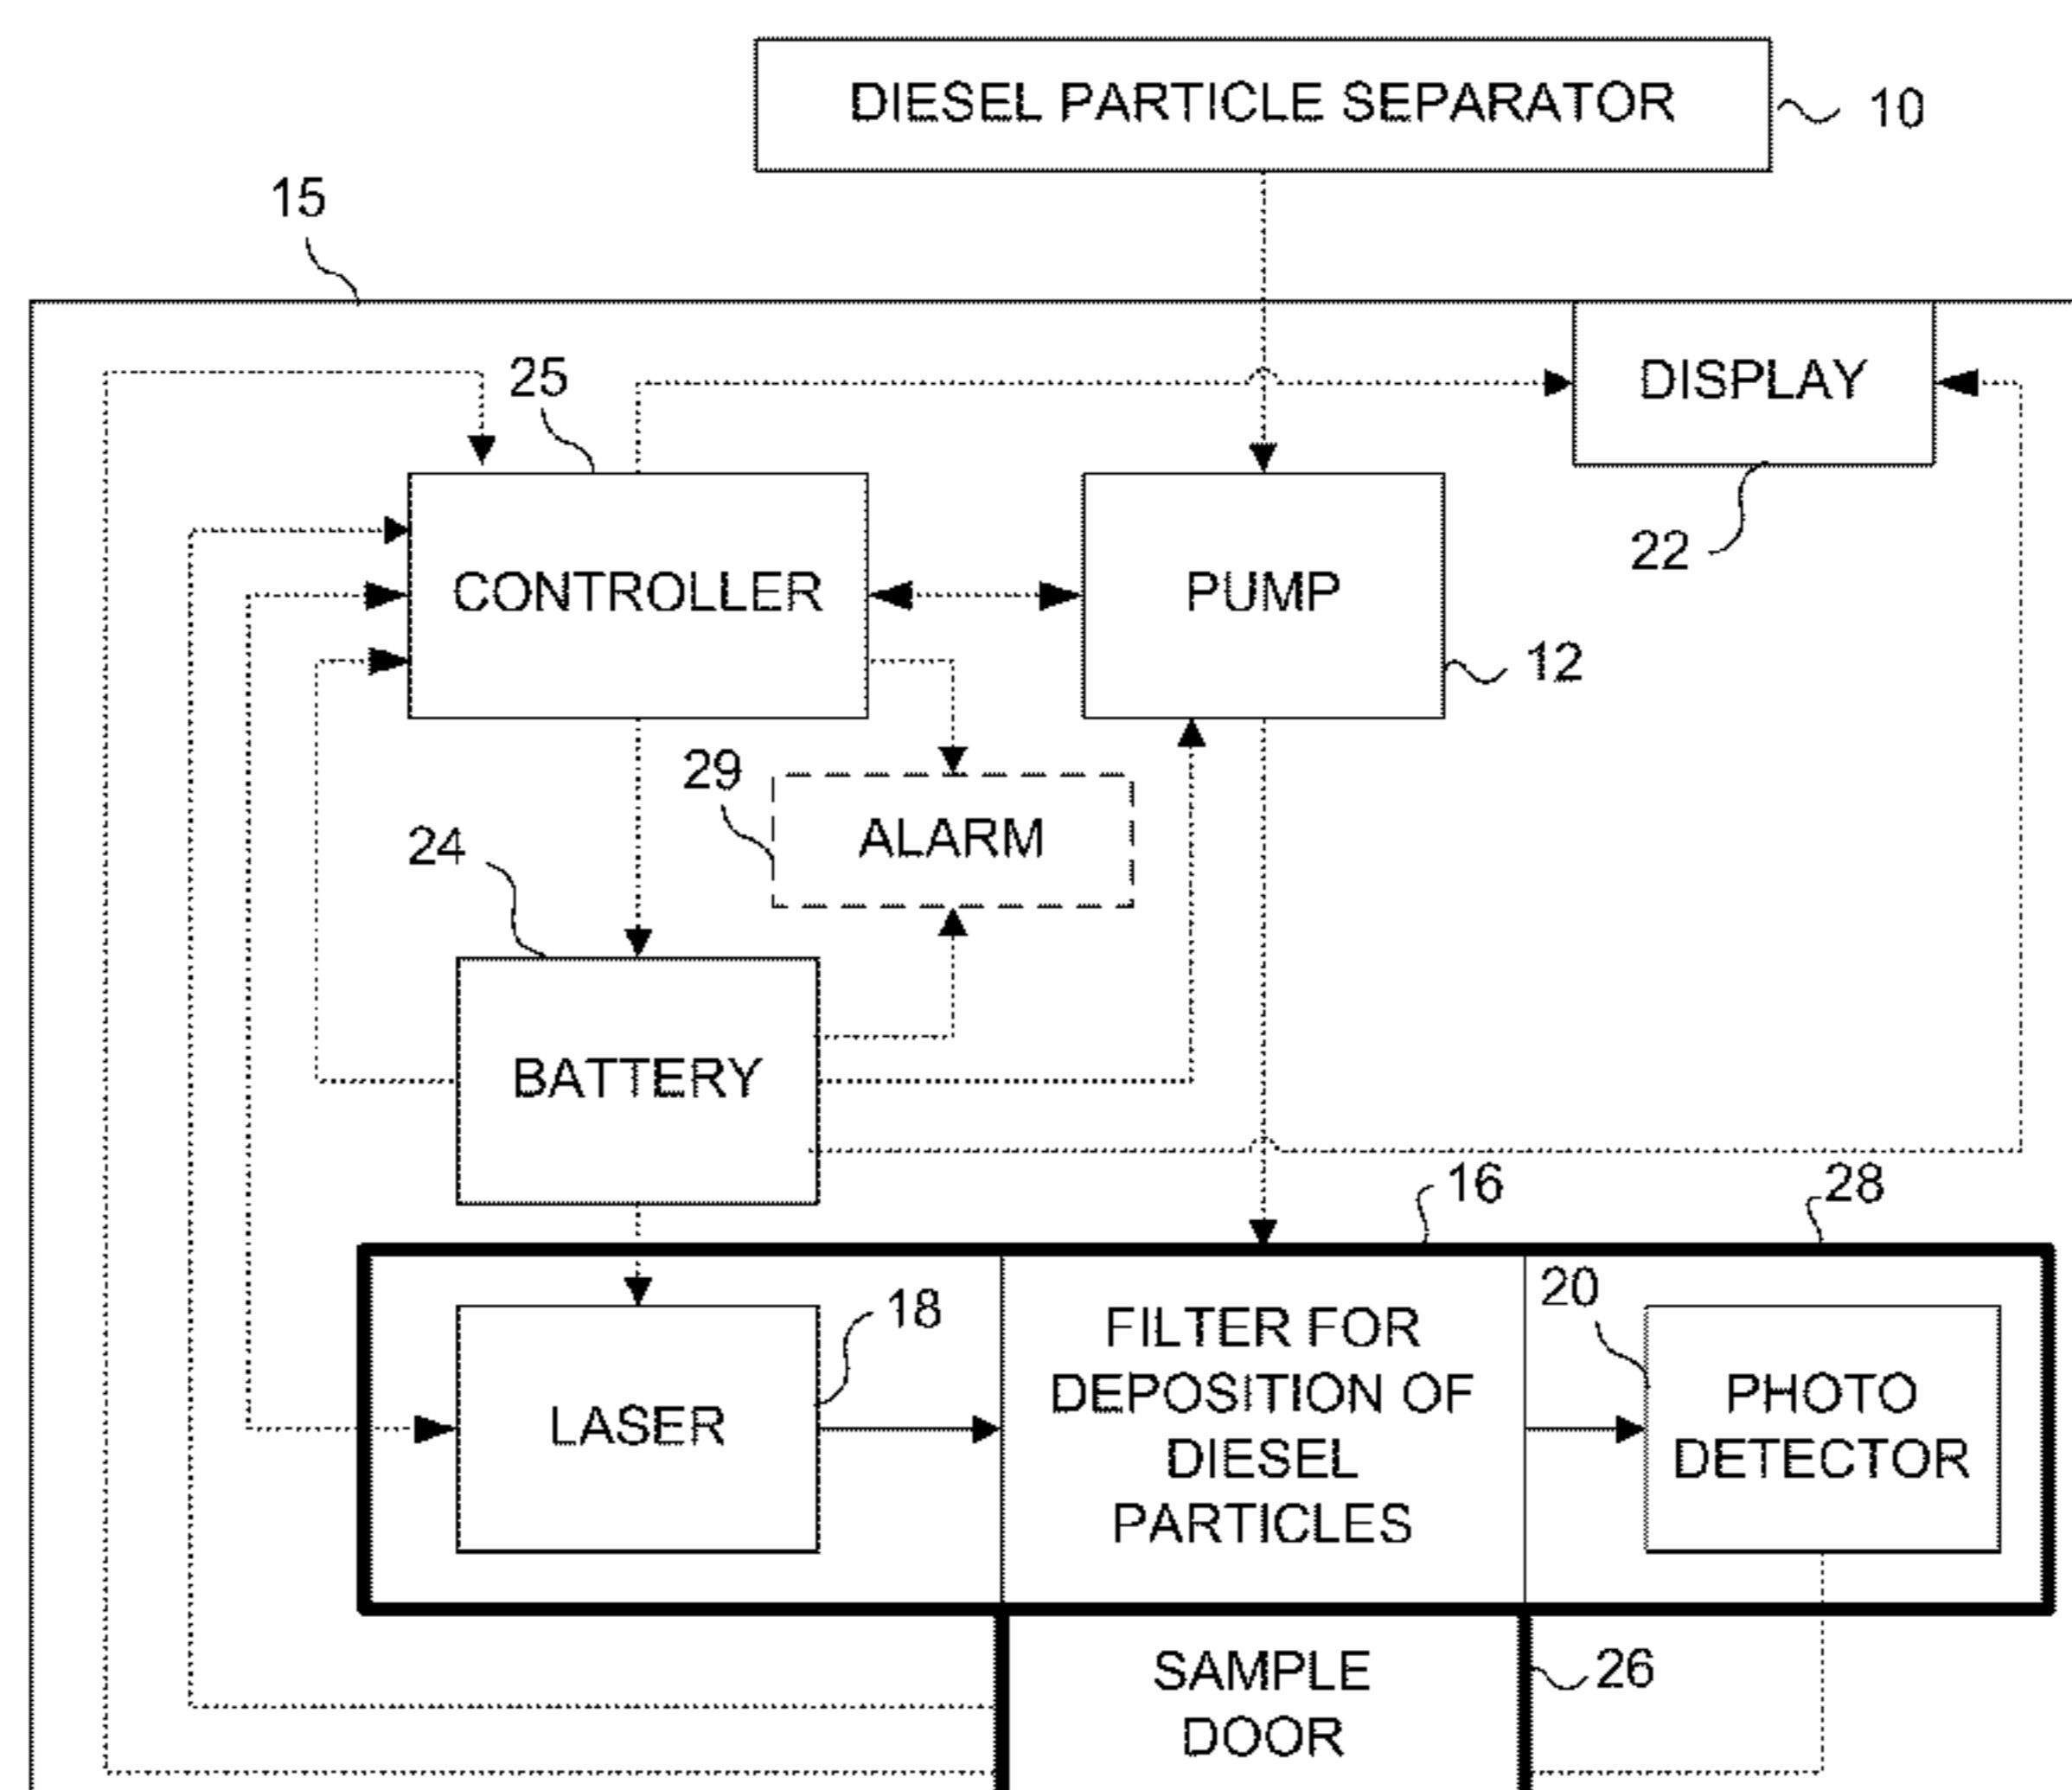 DIESEL PARTICLE SEPARATOR
10
15
25
DISPLAY
22
CONTROLLER
PUMP
12
29
ALARM
24
BATTERY
16
28
18
20
LASER
FILTER FOR
DEPOSITION OF
DIESEL
PARTICLES
PHOTO
DETECTOR
SAMPLE
DOOR
26